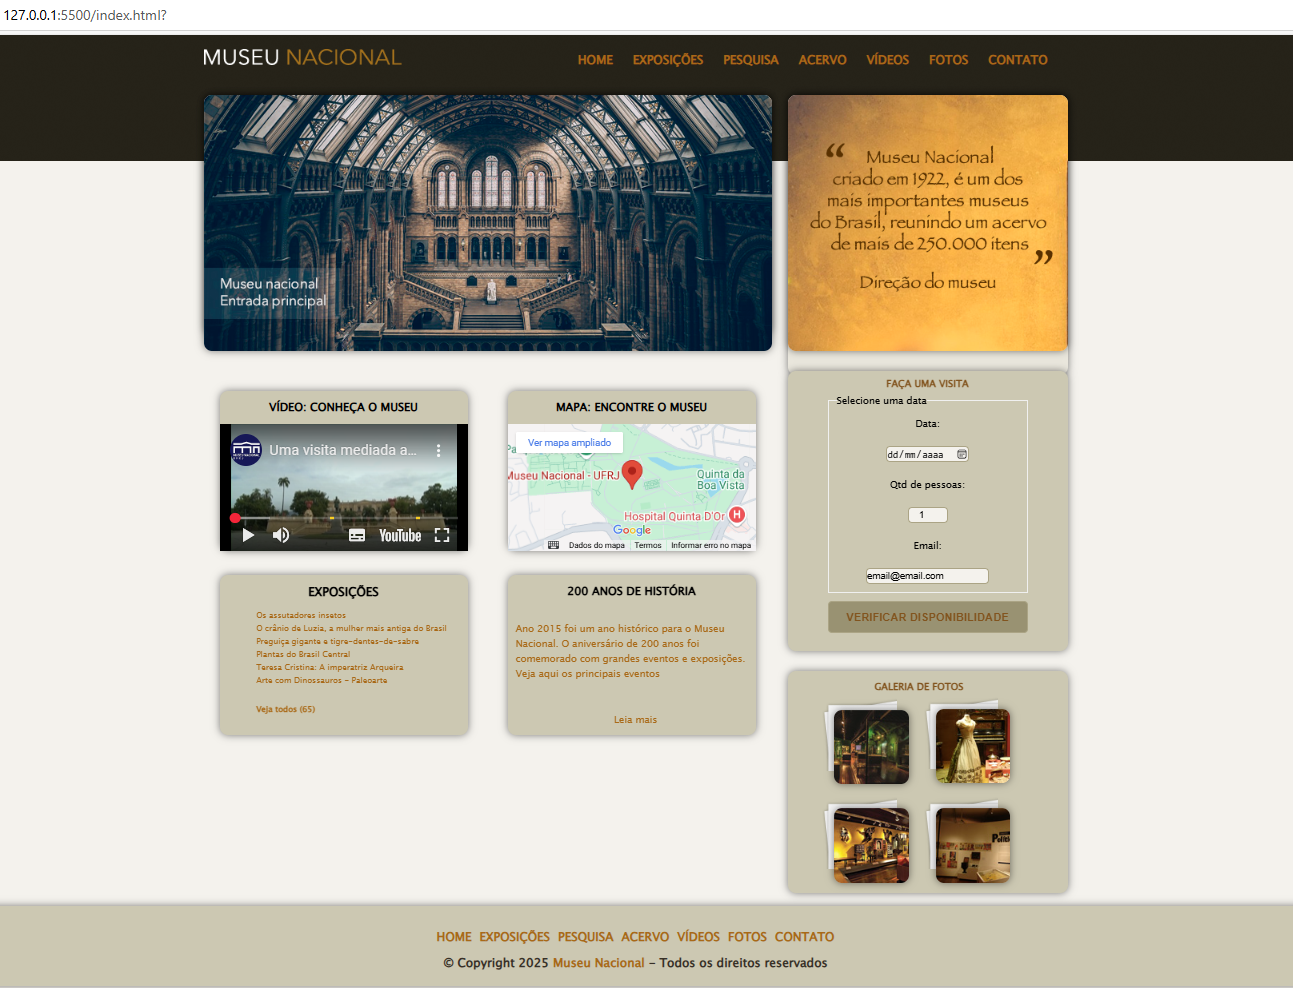 127.0.0.1:5500/index.html?
MUSEU NACIONAL
HOME EXPOSIÇÕES PESQUISA ACERVO VÍDEOS FOTOS CONTATO
Museu nacional
Entrada principal
“ Museu Nacional
criado em 1922, é um dos
mais importantes museus
do Brasil, reunindo um acervo
de mais de 250.000 itens ”
Direção do museu
VÍDEO: CONHEÇA O MUSEU
Uma visita mediada a...
YouTube
MAPA: ENCONTRE O MUSEU
Ver mapa ampliado
Museu Nacional - UFRJ
Quinta da
Boa Vista
Hospital Quinta D'Or
H
Google
Dados do mapa Termos Informar erro no mapa
EXPOSIÇÕES
Os assutadores insetos
O crânio de Luzia, a mulher mais antiga do Brasil
Preguiça gigante e tigre-dentes-de-sabre
Plantas do Brasil Central
Teresa Cristina: A imperatriz Arqueira
Arte com Dinossauros - Paleoarte
Veja todos (65)
200 ANOS DE HISTÓRIA
Ano 2015 foi um ano histórico para o Museu
Nacional. O aniversário de 200 anos foi
comemorado com grandes eventos e exposições.
Veja aqui os principais eventos
Leia mais
FAÇA UMA VISITA
Selecione uma data
Data:
dd/mm/aaaa
Qtd de pessoas:
1
Email:
email@email.com
VERIFICAR DISPONIBILIDADE
GALERIA DE FOTOS
HOME EXPOSIÇÕES PESQUISA ACERVO VÍDEOS FOTOS CONTATO
© Copyright 2025 Museu Nacional - Todos os direitos reservados